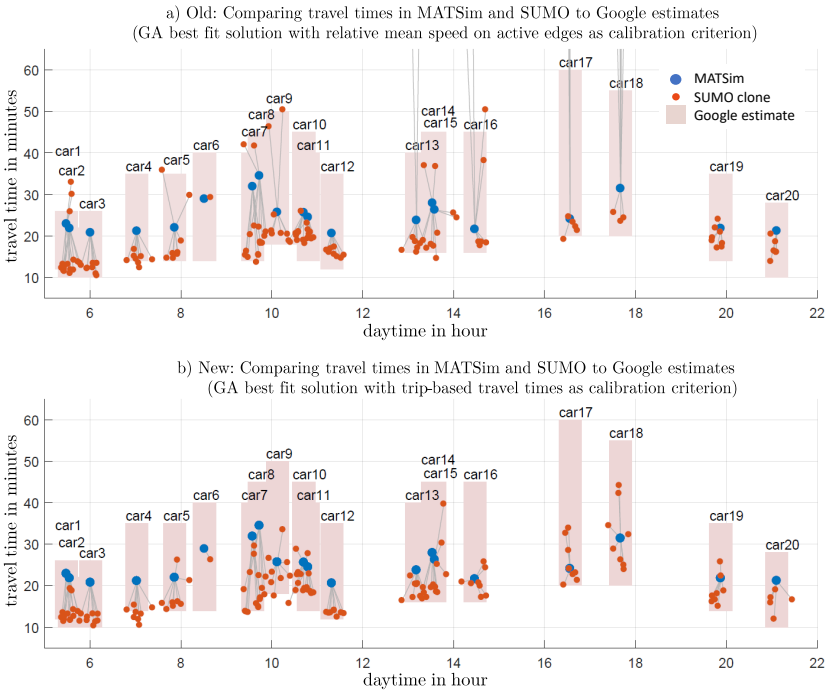 a) Old: Comparing travel times in MATSim and SUMO to Google estimates
(GA best fit solution with relative mean speed on active edges as calibration criterion)
travel time in minutes
60
50
40
30
20
10
car1
car2
car3
car4
car5
car6
car7
car8
car9
car10
car11
car12
car13
car14
car15
car16
car17
car18
car19
car20
MATSim
SUMO clone
Google estimate
6
8
10
12
14
16
18
20
22
daytime in hour
b) New: Comparing travel times in MATSim and SUMO to Google estimates
(GA best fit solution with trip-based travel times as calibration criterion)
travel time in minutes
60
50
40
30
20
10
car1
car2
car3
car4
car5
car6
car7
car8
car9
car10
car11
car12
car13
car14
car15
car16
car17
car18
car19
car20
6
8
10
12
14
16
18
20
22
daytime in hour